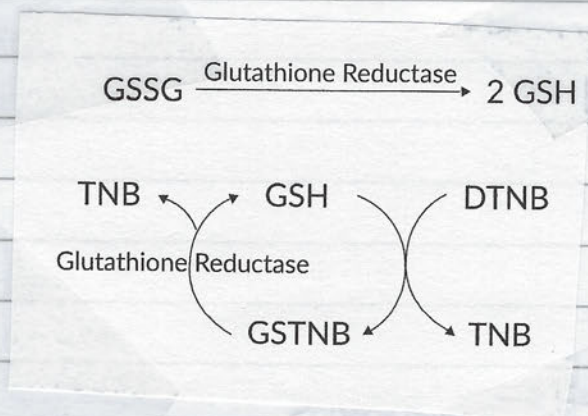 Glutathione Reductase
GSSG 2 GSH
TNB GSH DTNB
Glutathione Reductase
GSTNB TNB